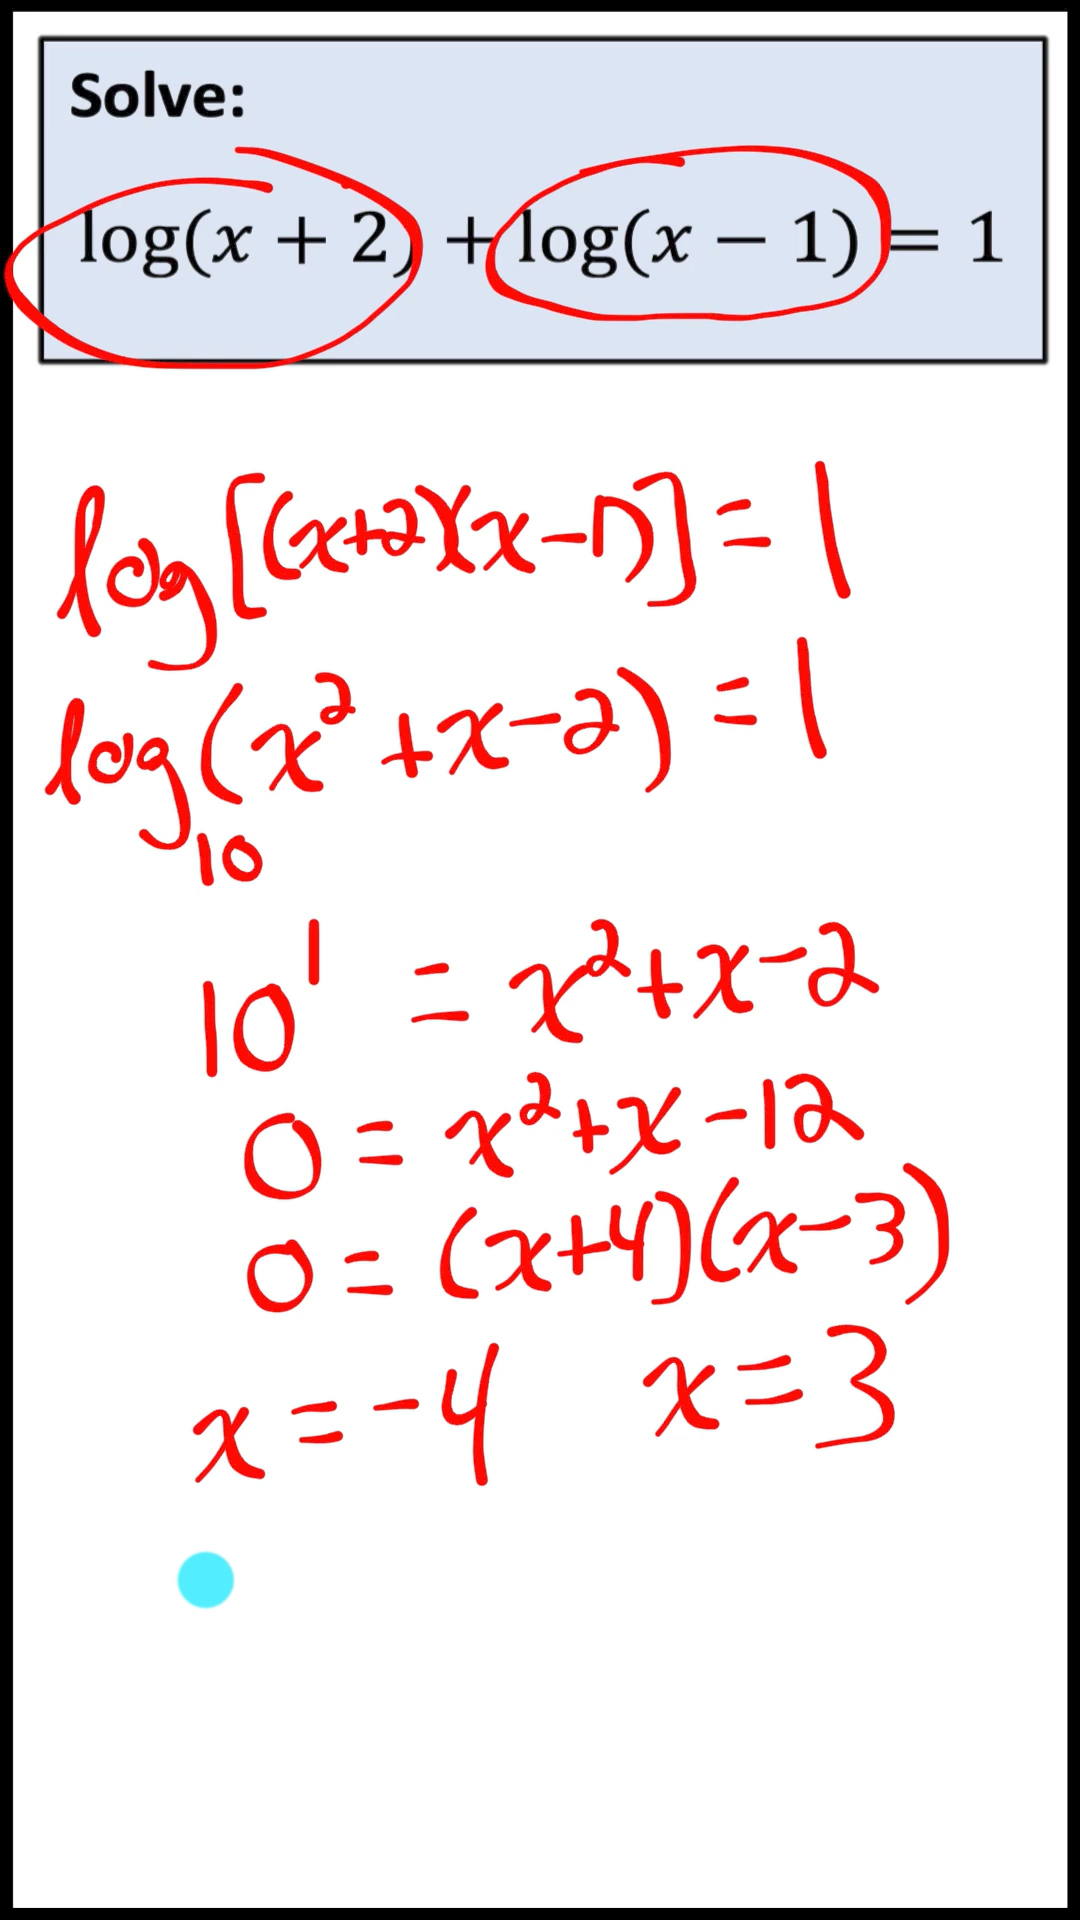 Solve:
log(x + 2) + log(x − 1) = 1
log[(x+2)(x-1)] = 1
log₁₀(x²+x-2) = 1
10¹ = x²+x-2
0 = x²+x-12
0 = (x+4)(x-3)
x = -4 x = 3